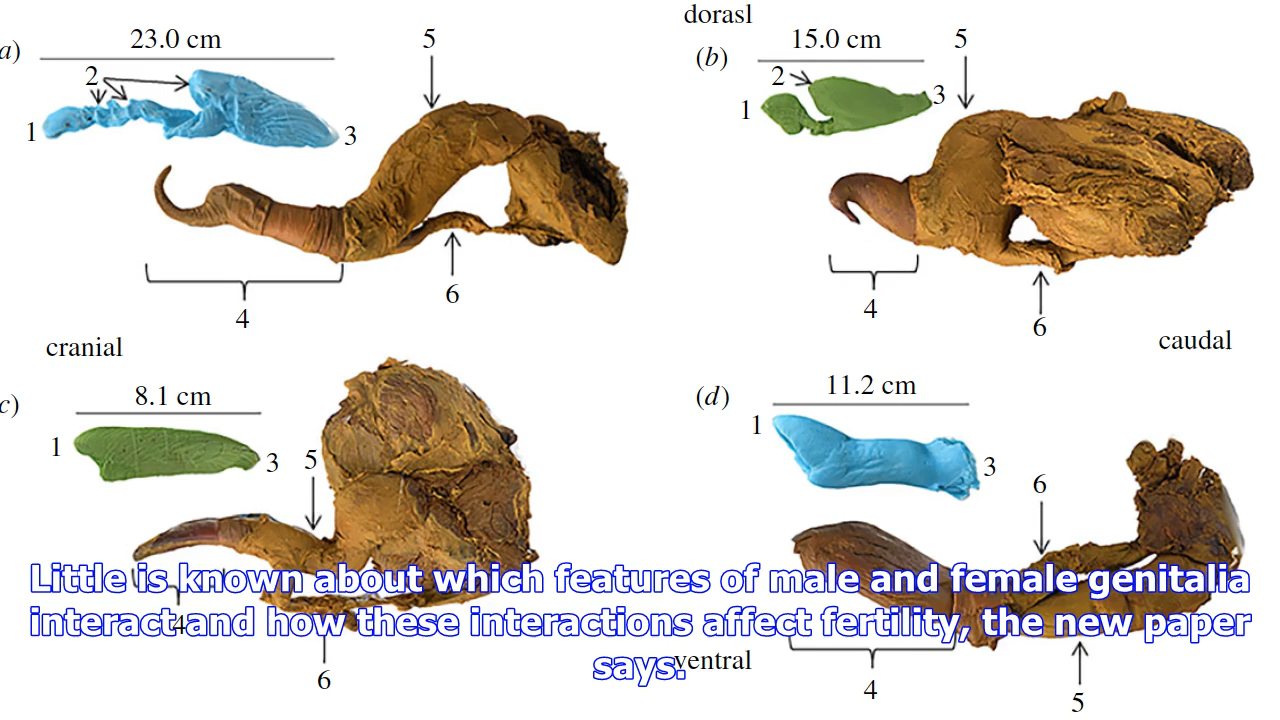 dorasl
a)
23.0 cm
5
2
1
3
6
4
(b)
15.0 cm
5
2
1
3
4
6
cranial
caudal
c)
8.1 cm
1
3
5
4
6
(d)
11.2 cm
1
3
6
4
5
ventral
Little is known about which features of male and female genitalia
interact and how these interactions affect fertility, the new paper
says.